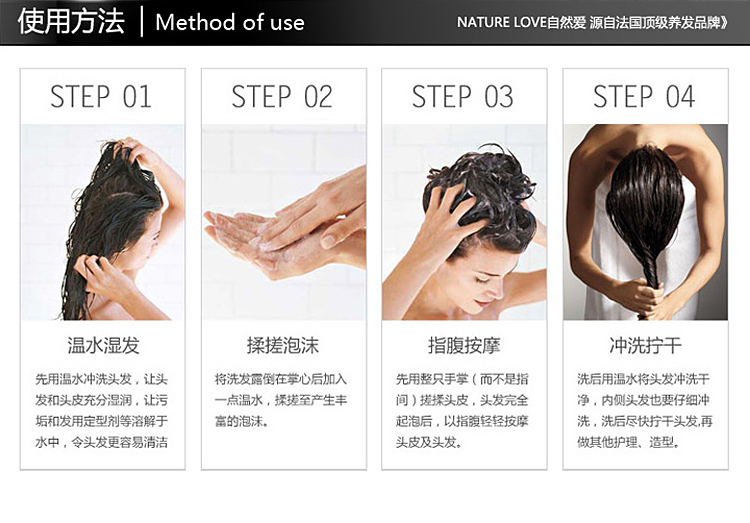 使用方法 | Method of use
NATURE LOVE自然爱 源自法国顶级养发品牌》
STEP 01
温水湿发
先用温水冲洗头发，让头
发和头皮充分湿润，让污
垢和发用定型剂等溶解于
水中，令头发更容易清洁
STEP 02
揉搓泡沫
将洗发露倒在掌心后加入
一点温水，揉搓至产生丰
富的泡沫。
STEP 03
指腹按摩
先用整只手掌（而不是指
间）搓揉头皮，头发完全
起泡后，以指腹轻轻按摩
头皮及头发。
STEP 04
冲洗拧干
洗后用温水将头发冲洗干
净，内侧头发也要仔细冲
洗，洗后尽快拧干头发,再
做其他护理、造型。